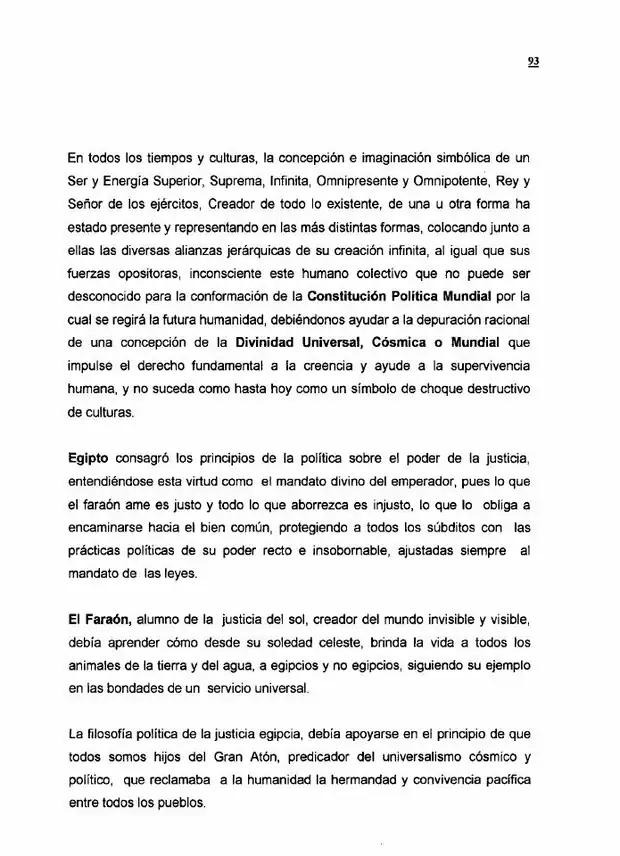 93
En todos los tiempos y culturas, la concepción e imaginación simbólica de un
Ser y Energía Superior, Suprema, Infinita, Omnipresente y Omnipotente, Rey y
Señor de los ejércitos, Creador de todo lo existente, de una u otra forma ha
estado presente y representando en las más distintas formas, colocando junto a
ellas las diversas alianzas jerárquicas de su creación infinita, al igual que sus
fuerzas opositoras, inconsciente este humano colectivo que no puede ser
desconocido para la conformación de la Constitución Política Mundial por la
cual se regirá la futura humanidad, debiéndonos ayudar a la depuración racional
de una concepción de la Divinidad Universal, Cósmica o Mundial que
impulse el derecho fundamental a la creencia y ayude a la supervivencia
humana, y no suceda como hasta hoy como un símbolo de choque destructivo
de culturas.
Egipto consagró los principios de la política sobre el poder de la justicia,
entendiéndose esta virtud como el mandato divino del emperador, pues lo que
el faraón ame es justo y todo lo que aborrezca es injusto, lo que lo obliga a
encaminarse hacia el bien común, protegiendo a todos los súbditos con las
prácticas políticas de su poder recto e insobornable, ajustadas siempre al
mandato de las leyes.
El Faraón, alumno de la justicia del sol, creador del mundo invisible y visible,
debía aprender cómo desde su soledad celeste, brinda la vida a todos los
animales de la tierra y del agua, a egipcios y no egipcios, siguiendo su ejemplo
en las bondades de un servicio universal.
La filosofía política de la justicia egipcia, debía apoyarse en el principio de que
todos somos hijos del Gran Atón, predicador del universalismo cósmico y
político, que reclamaba a la humanidad la hermandad y convivencia pacífica
entre todos los pueblos.